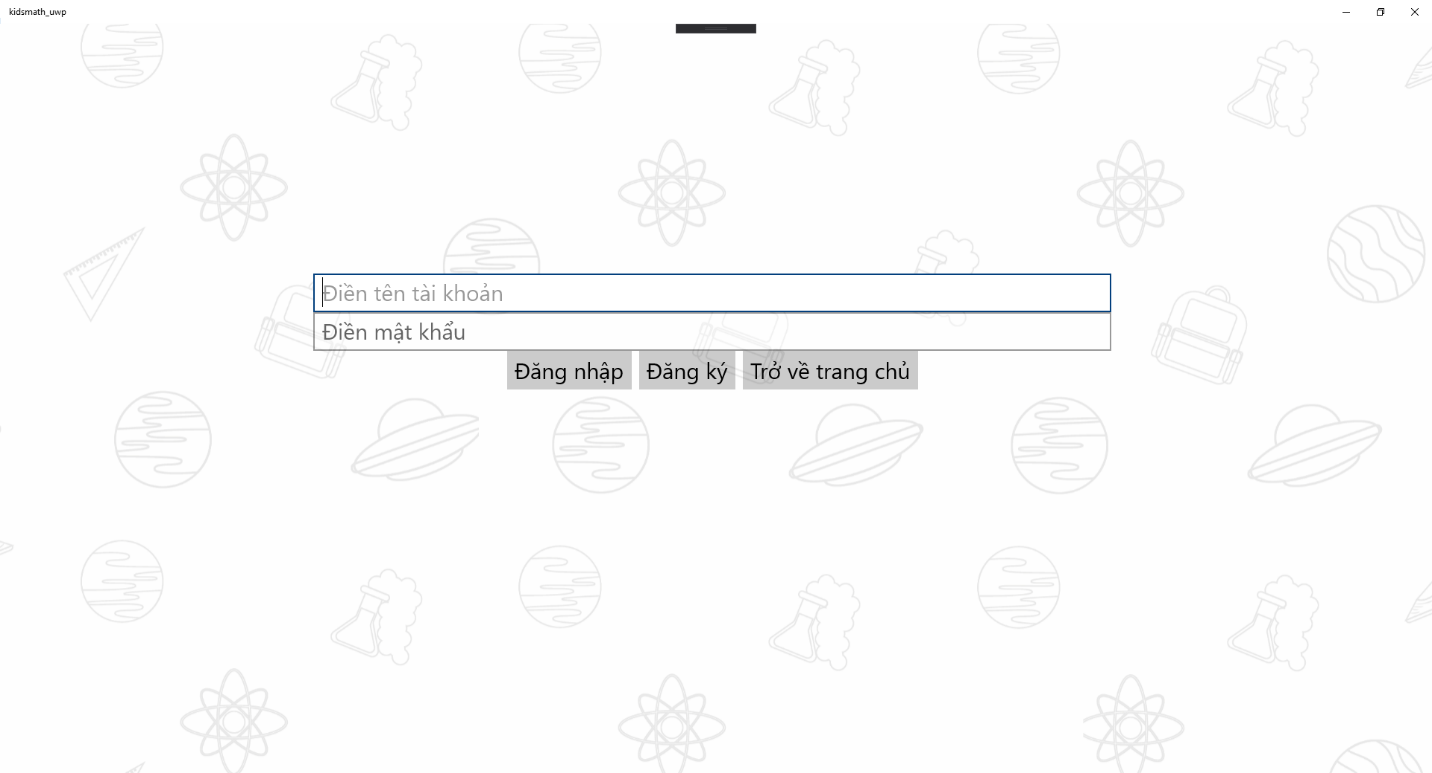 kidsmath_uwp
Điền tên tài khoản
Điền mật khẩu
Đăng nhập Đăng ký Trở về trang chủ